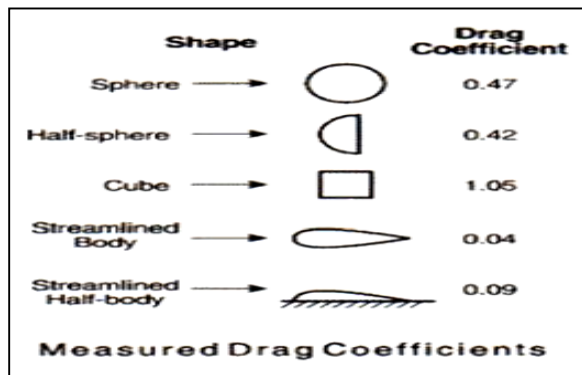 Shape
Drag
Coefficient
Sphere 0.47
Half-sphere 0.42
Cube 1.05
Streamlined
Body 0.04
Streamlined
Half-body 0.09
Measured Drag Coefficients